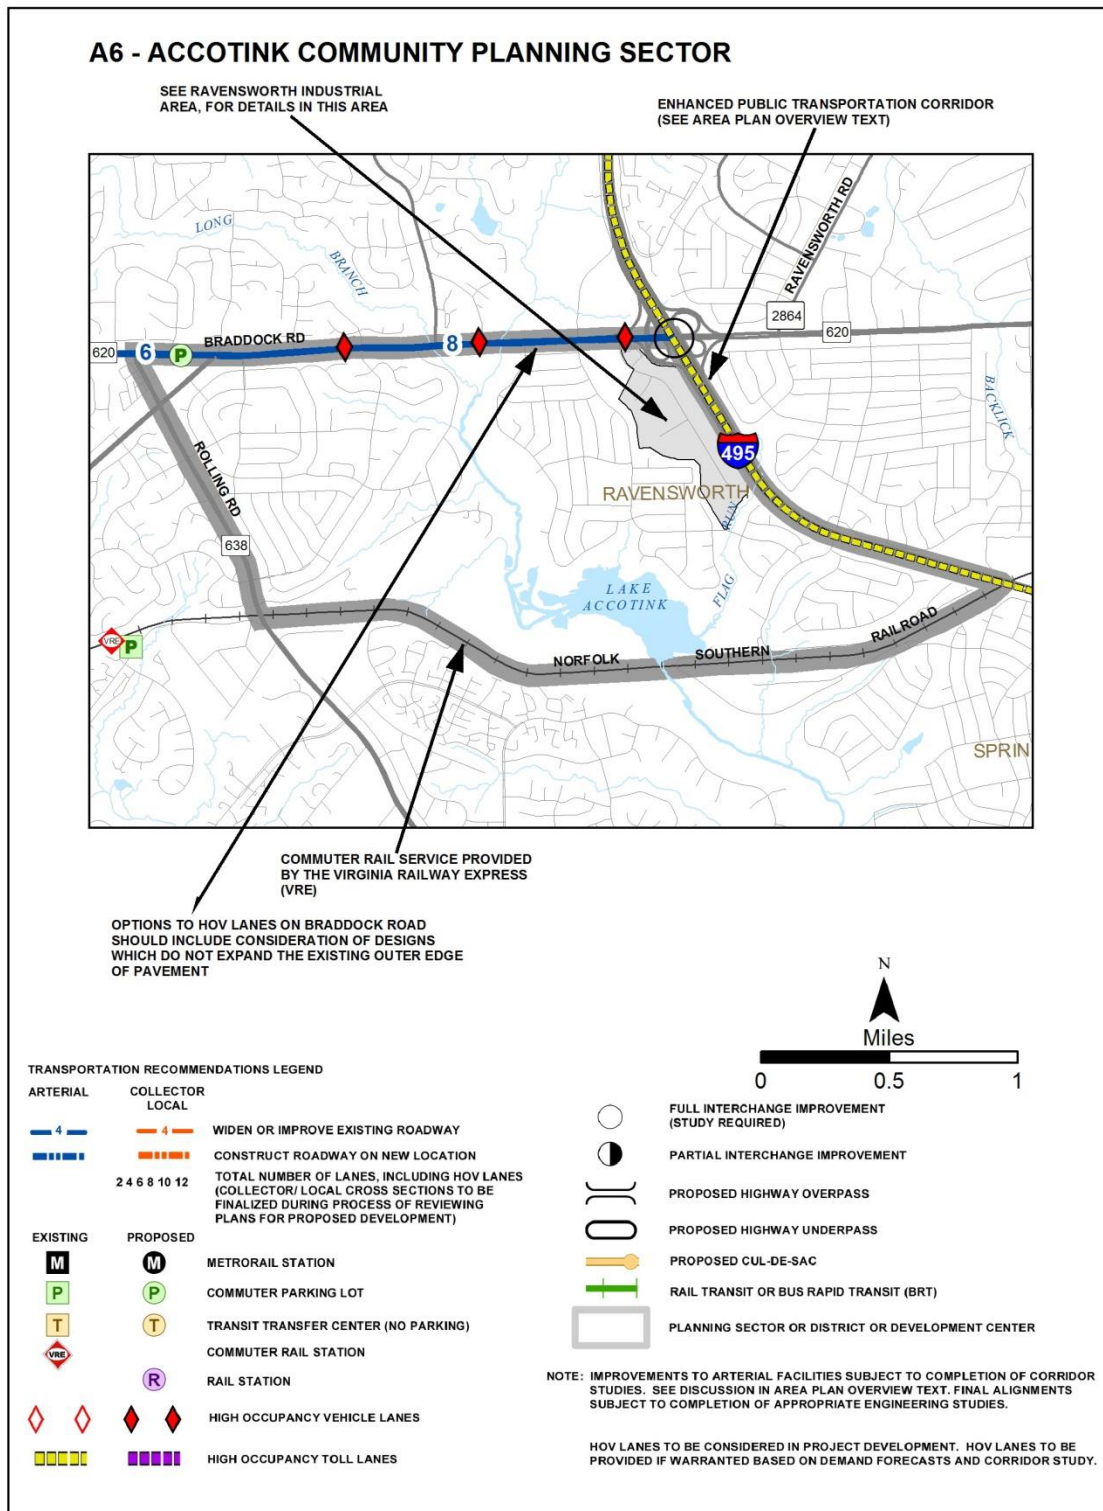 A6 - ACCOTINK COMMUNITY PLANNING SECTOR
SEE RAVENSWORTH INDUSTRIAL
AREA, FOR DETAILS IN THIS AREA
ENHANCED PUBLIC TRANSPORTATION CORRIDOR
(SEE AREA PLAN OVERVIEW TEXT)
LONG
BRANCH
RAVENSWORTH RD
2864
620
BRADDOCK RD
620
6
P
8
BACKLICK
ROLLING RD
495
RAVENSWORTH
RUN
638
FLAG
LAKE
ACCOTINK
VRE
P
NORFOLK
SOUTHERN
RAILROAD
SPRIN
COMMUTER RAIL SERVICE PROVIDED
BY THE VIRGINIA RAILWAY EXPRESS
(VRE)
OPTIONS TO HOV LANES ON BRADDOCK ROAD
SHOULD INCLUDE CONSIDERATION OF DESIGNS
WHICH DO NOT EXPAND THE EXISTING OUTER EDGE
OF PAVEMENT
N
Miles
0 0.5 1
TRANSPORTATION RECOMMENDATIONS LEGEND
ARTERIAL
COLLECTOR
LOCAL
4 4 WIDEN OR IMPROVE EXISTING ROADWAY
CONSTRUCT ROADWAY ON NEW LOCATION
2 4 6 8 10 12 TOTAL NUMBER OF LANES, INCLUDING HOV LANES
(COLLECTOR/ LOCAL CROSS SECTIONS TO BE
FINALIZED DURING PROCESS OF REVIEWING
PLANS FOR PROPOSED DEVELOPMENT)
EXISTING PROPOSED
M M METRORAIL STATION
P P COMMUTER PARKING LOT
T T TRANSIT TRANSFER CENTER (NO PARKING)
VRE COMMUTER RAIL STATION
R RAIL STATION
HIGH OCCUPANCY VEHICLE LANES
HIGH OCCUPANCY TOLL LANES
FULL INTERCHANGE IMPROVEMENT
(STUDY REQUIRED)
PARTIAL INTERCHANGE IMPROVEMENT
PROPOSED HIGHWAY OVERPASS
PROPOSED HIGHWAY UNDERPASS
PROPOSED CUL-DE-SAC
RAIL TRANSIT OR BUS RAPID TRANSIT (BRT)
PLANNING SECTOR OR DISTRICT OR DEVELOPMENT CENTER
NOTE: IMPROVEMENTS TO ARTERIAL FACILITIES SUBJECT TO COMPLETION OF CORRIDOR
STUDIES. SEE DISCUSSION IN AREA PLAN OVERVIEW TEXT. FINAL ALIGNMENTS
SUBJECT TO COMPLETION OF APPROPRIATE ENGINEERING STUDIES.
HOV LANES TO BE CONSIDERED IN PROJECT DEVELOPMENT. HOV LANES TO BE
PROVIDED IF WARRANTED BASED ON DEMAND FORECASTS AND CORRIDOR STUDY.